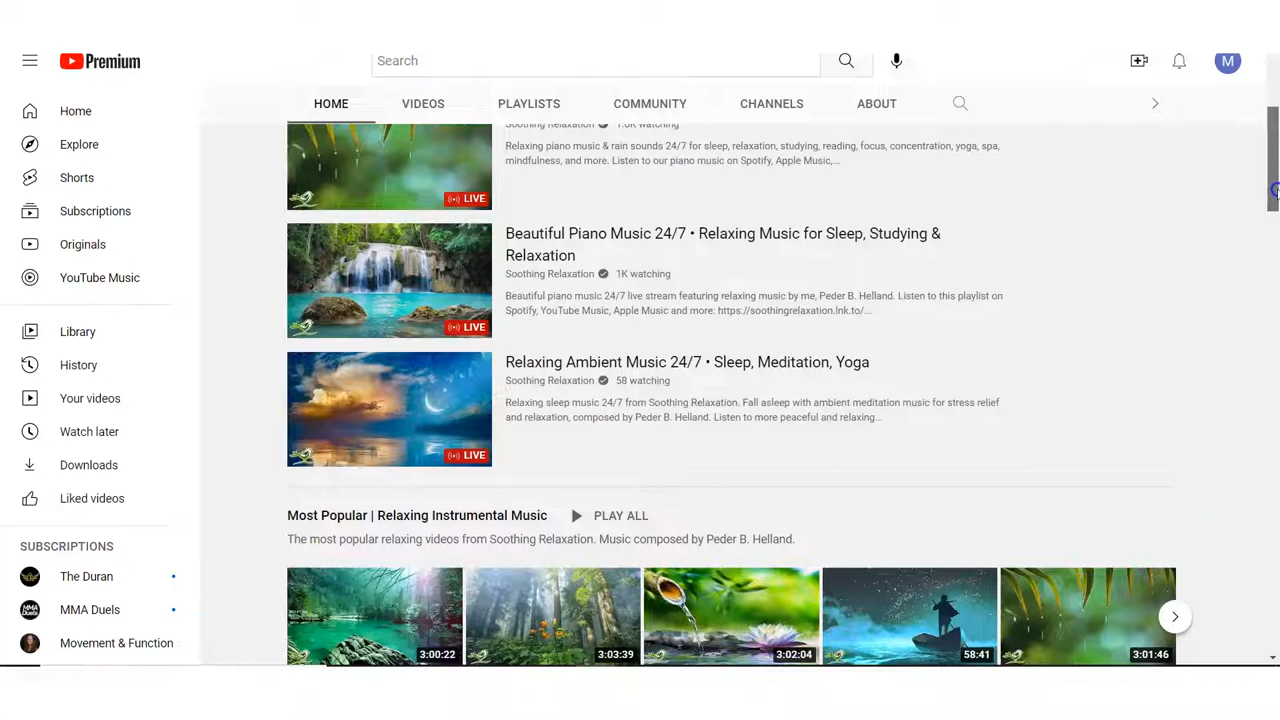 Premium
Search
M
Home
Explore
Shorts
Subscriptions
Originals
YouTube Music
Library
History
Your videos
Watch later
Downloads
Liked videos
SUBSCRIPTIONS
The Duran
MMA Duels
Movement & Function
HOME VIDEOS PLAYLISTS COMMUNITY CHANNELS ABOUT
Soothing Relaxation 1.6K watching
Relaxing piano music & rain sounds 24/7 for sleep, relaxation, studying, reading, focus, concentration, yoga, spa,
mindfulness, and more. Listen to our piano music on Spotify, Apple Music,...
LIVE
Beautiful Piano Music 24/7 • Relaxing Music for Sleep, Studying &
Relaxation
Soothing Relaxation 1K watching
Beautiful piano music 24/7 live stream featuring relaxing music by me, Peder B. Helland. Listen to this playlist on
Spotify, YouTube Music, Apple Music and more: https://soothingrelaxation.lnk.to/...
LIVE
Relaxing Ambient Music 24/7 • Sleep, Meditation, Yoga
Soothing Relaxation 58 watching
Relaxing sleep music 24/7 from Soothing Relaxation. Fall asleep with ambient meditation music for stress relief
and relaxation, composed by Peder B. Helland. Listen to more peaceful and relaxing...
LIVE
Most Popular | Relaxing Instrumental Music PLAY ALL
The most popular relaxing videos from Soothing Relaxation. Music composed by Peder B. Helland.
3:00:22 3:03:39 3:02:04 58:41 3:01:46